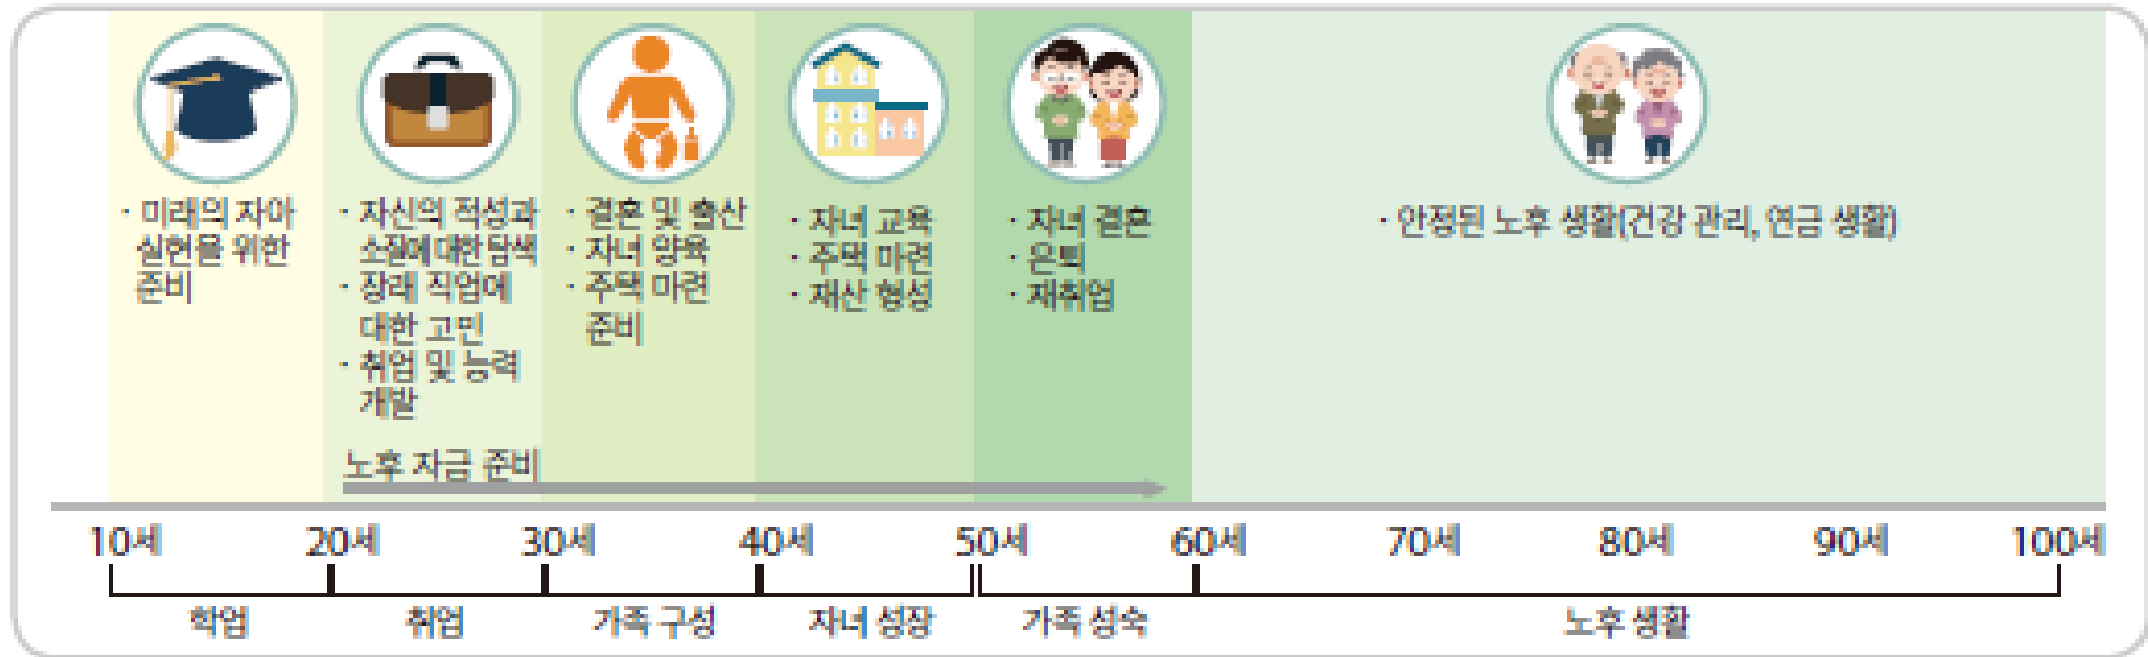 · 미래의 자아
실현을 위한
준비
· 자신의 적성과
소질에 대한 탐색
· 장래 직업에
대한 고민
· 취업 및 능력
개발
· 결혼 및 출산
· 자녀 양육
· 주택 마련
준비
· 자녀 교육
· 주택 마련
· 재산 형성
· 자녀 결혼
· 은퇴
· 재취업
· 안정된 노후 생활(건강 관리, 연금 생활)
노후 자금 준비
10세 20세 30세 40세 50세 60세 70세 80세 90세 100세
학업 취업 가족 구성 자녀 성장 가족 성숙 노후 생활